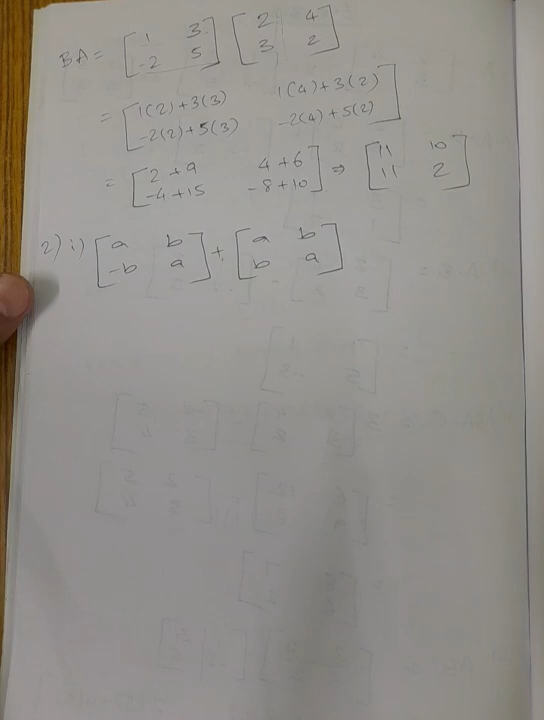 BA = [ 1 3 ] [ 2 4 ]
[ -2 5 ] [ 3 2 ]
= [ 1(2)+3(3) 1(4)+3(2) ]
[ -2(2)+5(3) -2(4)+5(2) ]
= [ 2+9 4+6 ] ⇒ [ 11 10 ]
[ -4+15 -8+10 ] [ 11 2 ]
2) i) [ a b ] + [ a b ]
[ -b a ] [ b a ]